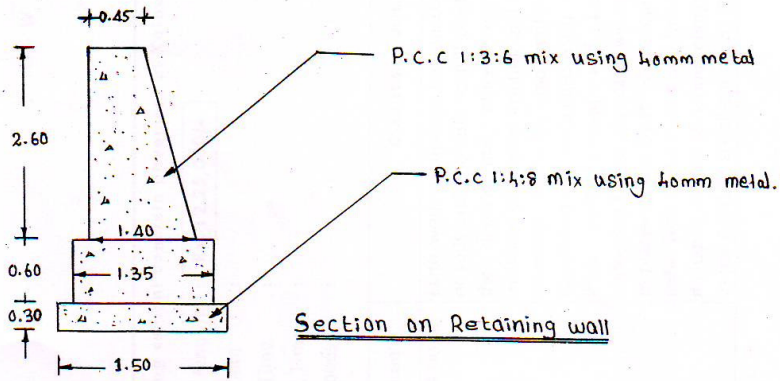 0.45
P.C.C 1:3:6 mix using 40mm metal
2.60
P.C.C 1:4:8 mix using 40mm metal.
1.40
0.60
1.35
0.30
Section on Retaining wall
1.50